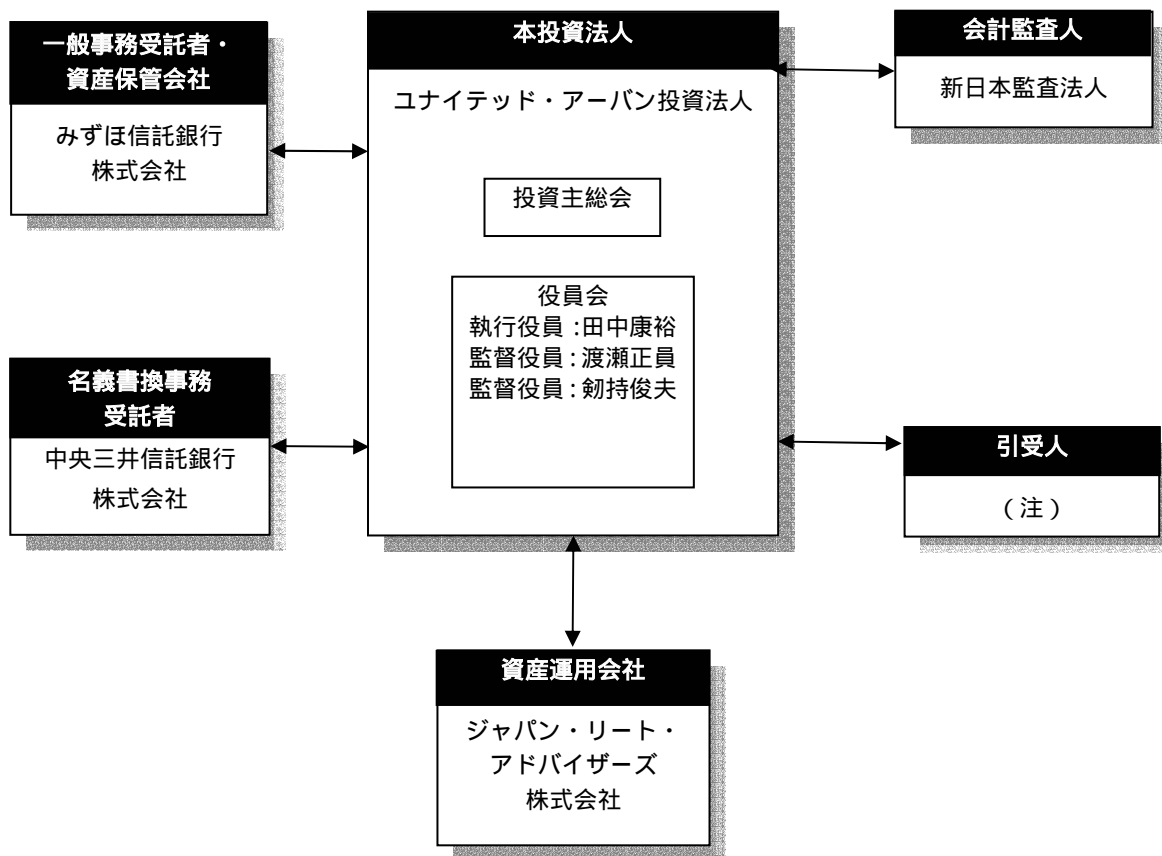 一般事務受託者・
資産保管会社
みずほ信託銀行
株式会社
本投資法人
ユナイテッド・アーバン投資法人
投資主総会
役員会
執行役員:田中康裕
監督役員:渡瀬正員
監督役員:剱持俊夫
会計監査人
新日本監査法人
名義書換事務
受託者
中央三井信託銀行
株式会社
引受人
(注)
資産運用会社
ジャパン・リート・
アドバイザーズ
株式会社